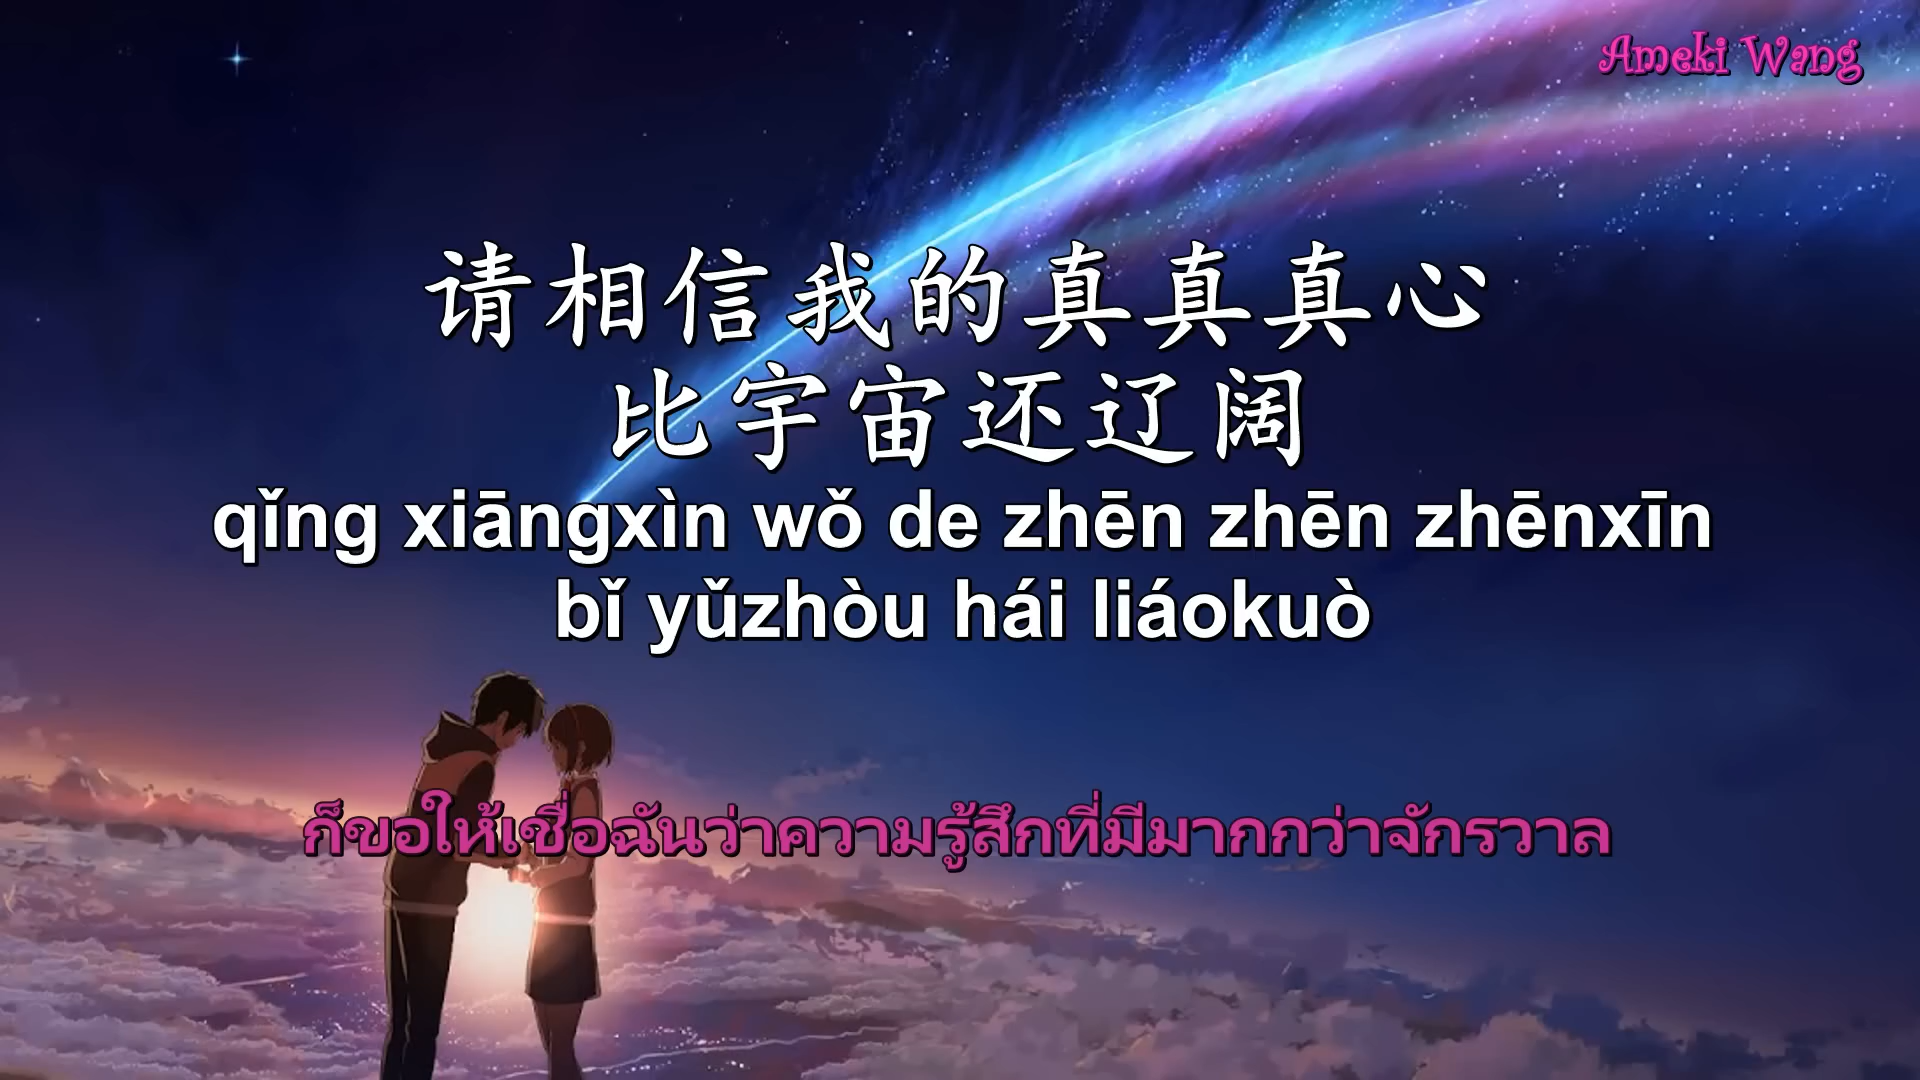 Ameki Wang
请相信我的真真真心
比宇宙还辽阔
qǐng xiāngxìn wǒ de zhēn zhēn zhēnxīn
bǐ yǔzhòu hái liáokuò
ก็ขอให้เชื่อฉันว่าความรู้สึกที่มีมากกว่าจักรวาล